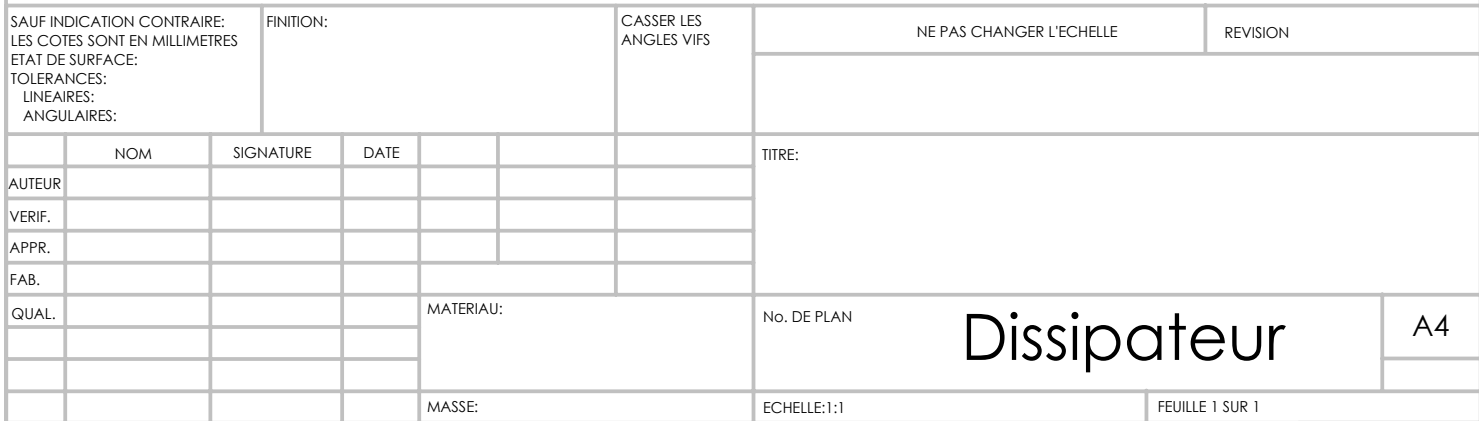 SAUF INDICATION CONTRAIRE:
LES COTES SONT EN MILLIMETRES
ETAT DE SURFACE:
TOLERANCES:
LINEAIRES:
ANGULAIRES:
FINITION:
CASSER LES
ANGLES VIFS
NE PAS CHANGER L'ECHELLE
REVISION
NOM
SIGNATURE
DATE
TITRE:
AUTEUR
VERIF.
APPR.
FAB.
QUAL.
MATERIAU:
No. DE PLAN
Dissipateur
A4
MASSE:
ECHELLE:1:1
FEUILLE 1 SUR 1